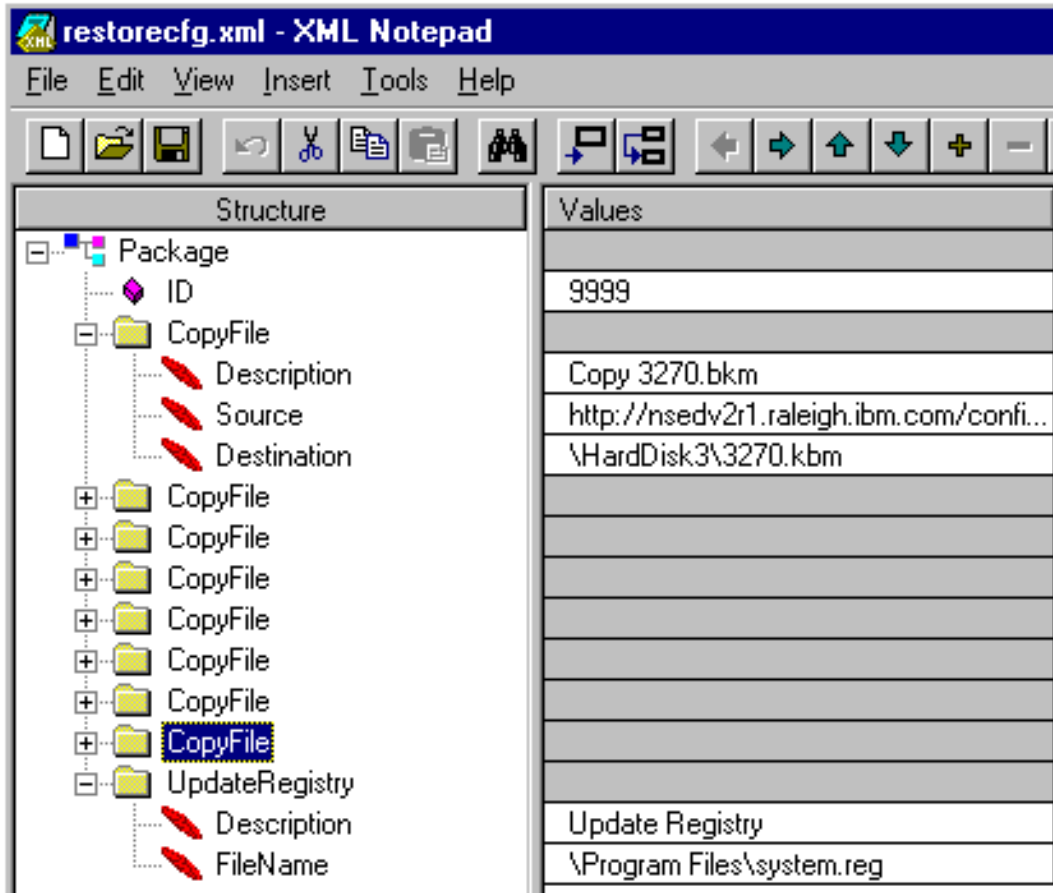 restorecfg.xml - XML Notepad
File Edit View Insert Tools Help
Structure Values
Package
ID 9999
CopyFile
Description Copy 3270.bkm
Source http://nsedv2r1.raleigh.ibm.com/confi...
Destination \HardDisk3\3270.kbm
CopyFile
CopyFile
CopyFile
CopyFile
CopyFile
CopyFile
CopyFile
UpdateRegistry
Description Update Registry
FileName \Program Files\system.reg